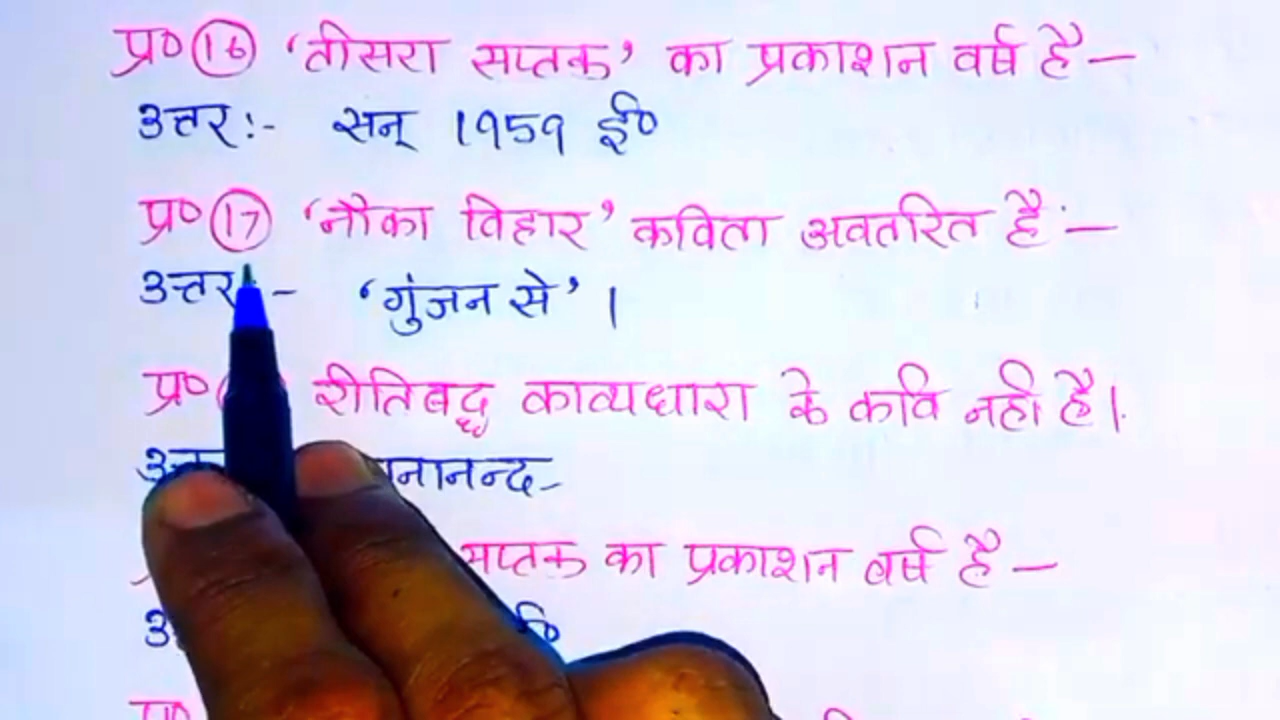 प्र० 16 ‘तीसरा सप्तक’ का प्रकाशन वर्ष है –
उत्तर:- सन् 1959 ई०
प्र० 17 ‘नौका विहार’ कविता अवतरित है :–
उत्तर:- ‘गुंजन से’ ।
प्र० रीतिबद्ध काव्यधारा के कवि नही है ।
नानन्द -
सप्तक का प्रकाशन वर्ष है –
ई०